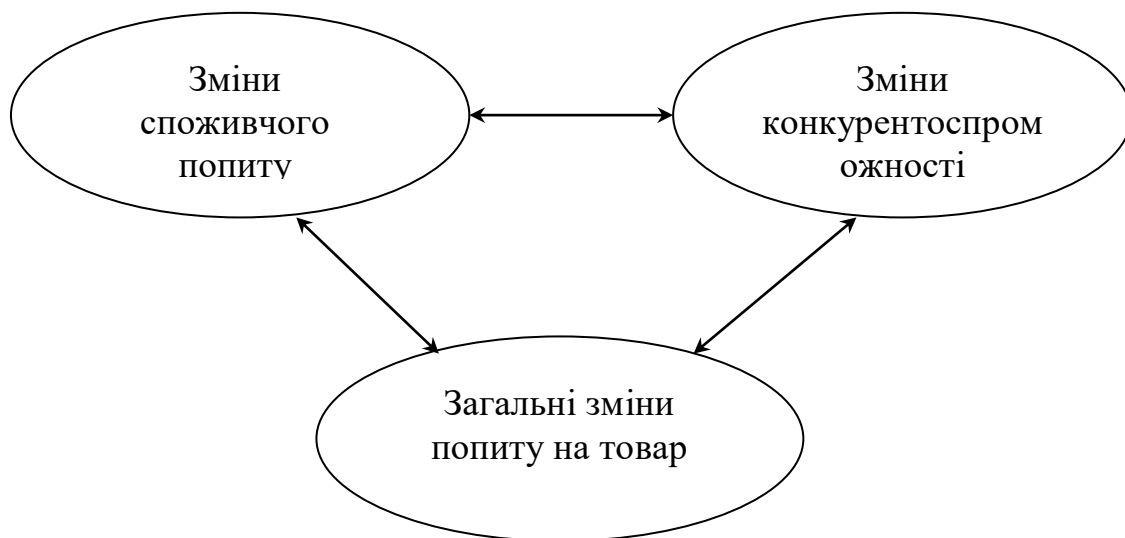 Зміни
споживчого
попиту
Зміни
конкурентоспром
ожності
Загальні зміни
попиту на товар